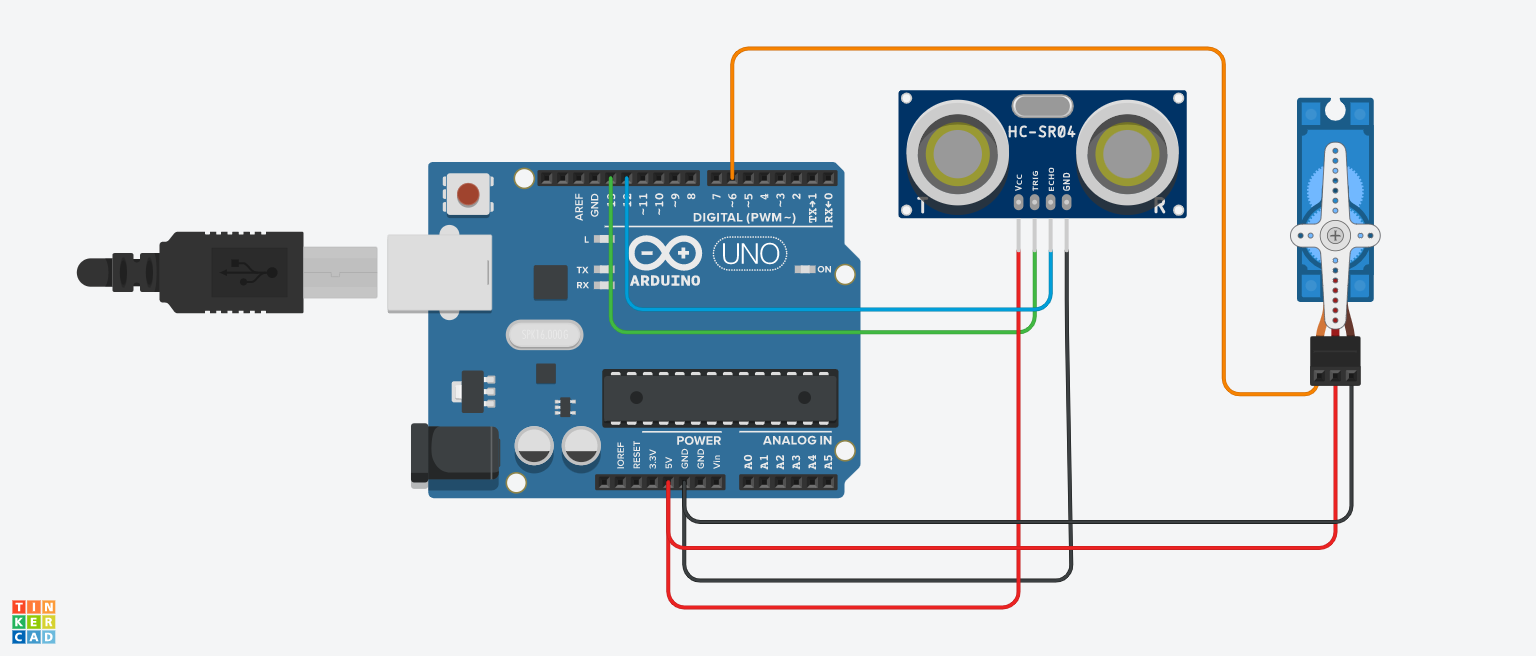 HC-SR04
VCC
TRIG
ECHO
GND
T
R
AREF
GND
13
12
~11
~10
~9
8
7
~6
~5
4
~3
2
TX→1
RX←0
DIGITAL (PWM~)
L
TX
RX
ARDUINO
UNO
ON
POWER
ANALOG IN
IOREF
RESET
3.3V
5V
GND
GND
Vin
A0
A1
A2
A3
A4
A5
TIN
KER
CAD